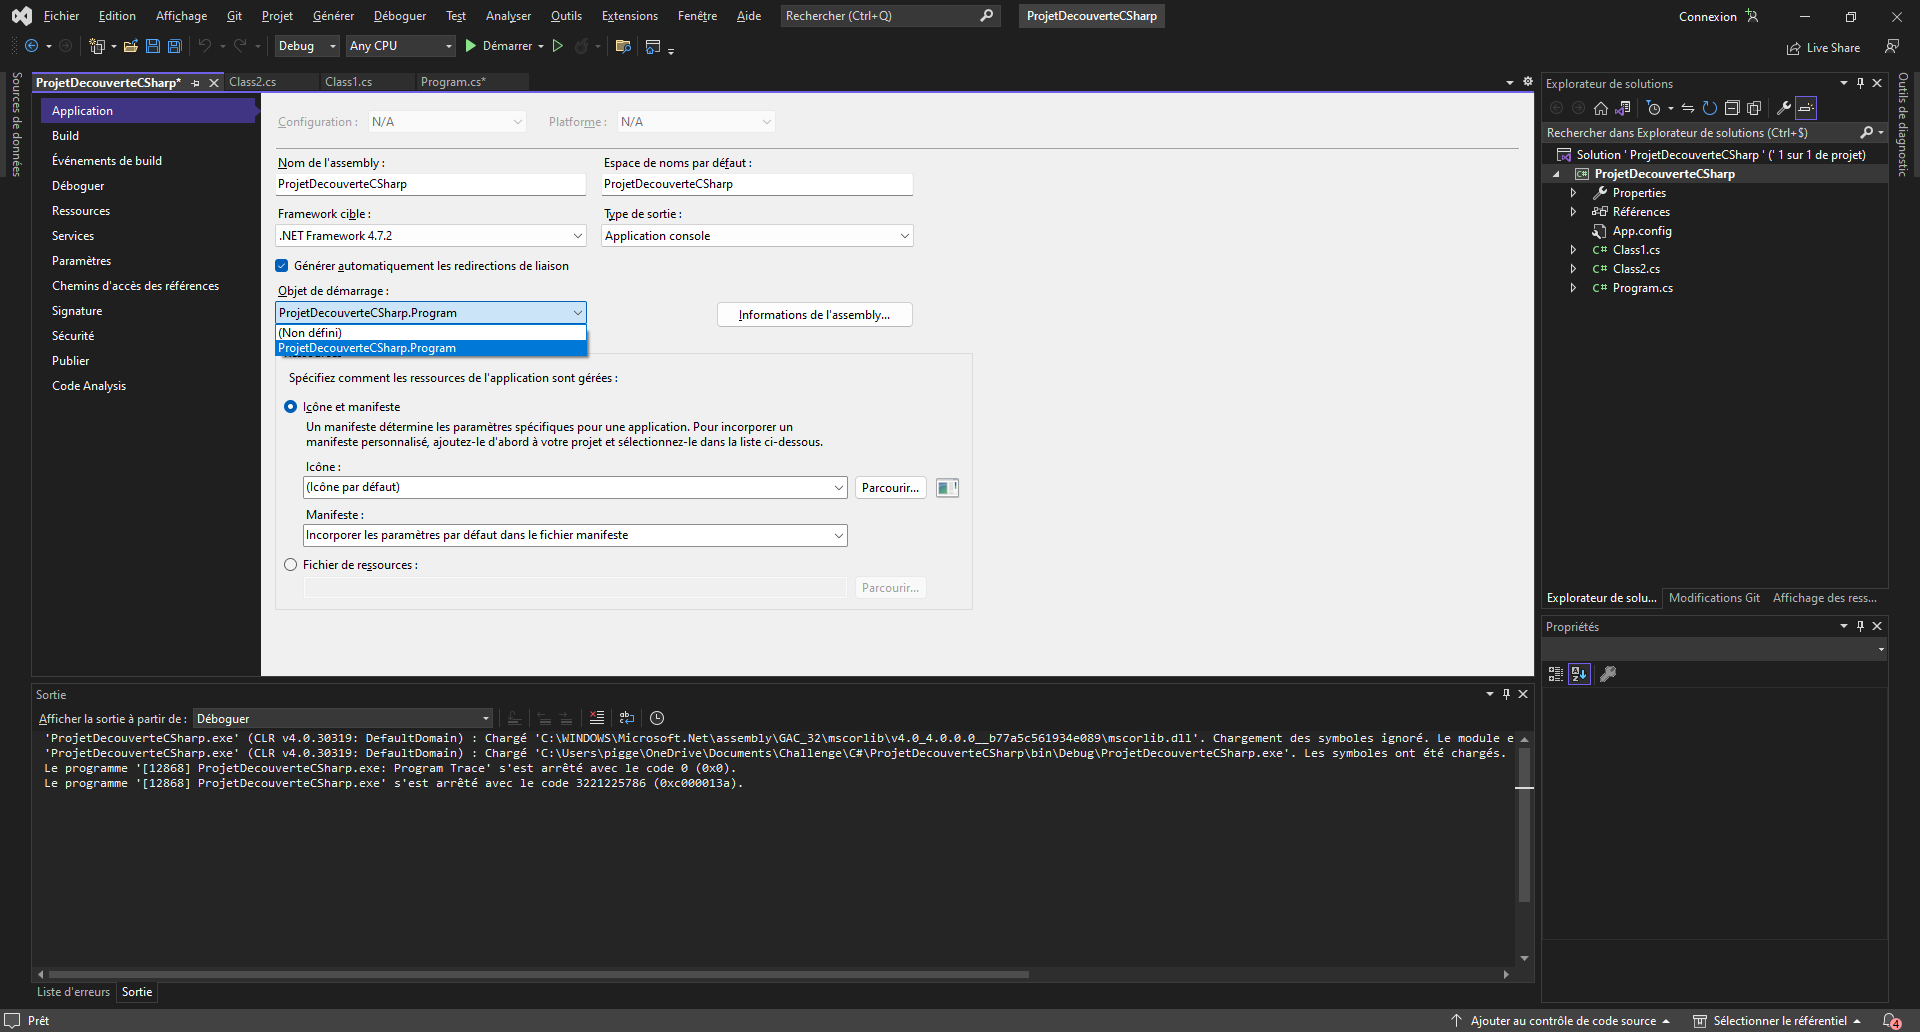 Fichier Edition Affichage Git Projet Générer Déboguer Test Analyser Outils Extensions Fenêtre Aide Rechercher (Ctrl+Q) ProjetDecouverteCSharp Connexion
Debug Any CPU Démarrer Live Share
Sources de données
ProjetDecouverteCSharp* Class2.cs Class1.cs Program.cs*
Application
Build
Événements de build
Déboguer
Ressources
Services
Paramètres
Chemins d'accès des références
Signature
Sécurité
Publier
Code Analysis
Configuration : N/A Platforme : N/A
Nom de l'assembly : Espace de noms par défaut :
ProjetDecouverteCSharp ProjetDecouverteCSharp
Framework cible : Type de sortie :
.NET Framework 4.7.2 Application console
Générer automatiquement les redirections de liaison
Objet de démarrage :
ProjetDecouverteCSharp.Program Informations de l'assembly...
(Non défini)
ProjetDecouverteCSharp.Program
Spécifiez comment les ressources de l'application sont gérées :
Icône et manifeste
Un manifeste détermine les paramètres spécifiques pour une application. Pour incorporer un
manifeste personnalisé, ajoutez-le d'abord à votre projet et sélectionnez-le dans la liste ci-dessous.
Icône :
(Icône par défaut) Parcourir...
Manifeste :
Incorporer les paramètres par défaut dans le fichier manifeste
Fichier de ressources :
Parcourir...
Explorateur de solutions
Rechercher dans Explorateur de solutions (Ctrl+$)
Solution ' ProjetDecouverteCSharp ' (' 1 sur 1 de projet)
ProjetDecouverteCSharp
Properties
Références
App.config
C# Class1.cs
C# Class2.cs
C# Program.cs
Explorateur de solu... Modifications Git Affichage des ress...
Propriétés
Outils de diagnostic
Sortie
Afficher la sortie à partir de : Déboguer
'ProjetDecouverteCSharp.exe' (CLR v4.0.30319: DefaultDomain) : Chargé 'C:\WINDOWS\Microsoft.Net\assembly\GAC_32\mscorlib\v4.0_4.0.0.0__b77a5c561934e089\mscorlib.dll'. Chargement des symboles ignoré. Le module e
'ProjetDecouverteCSharp.exe' (CLR v4.0.30319: DefaultDomain) : Chargé 'C:\Users\pigge\OneDrive\Documents\Challenge\C#\ProjetDecouverteCSharp\bin\Debug\ProjetDecouverteCSharp.exe'. Les symboles ont été chargés.
Le programme '[12868] ProjetDecouverteCSharp.exe: Program Trace' s'est arrêté avec le code 0 (0x0).
Le programme '[12868] ProjetDecouverteCSharp.exe' s'est arrêté avec le code 3221225786 (0xc000013a).
Liste d'erreurs Sortie
Prêt Ajouter au contrôle de code source Sélectionner le référentiel 4